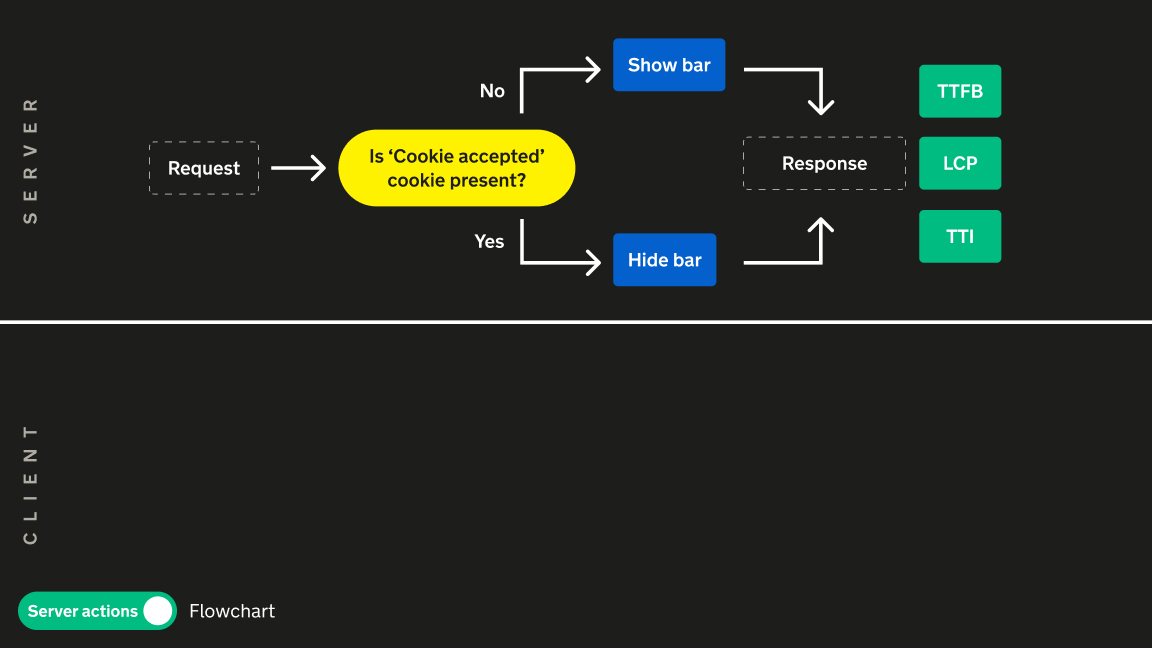 SERVER
Request
Is ‘Cookie accepted’
cookie present?
No
Show bar
Yes
Hide bar
Response
TTFB
LCP
TTI
CLIENT
Server actions
Flowchart